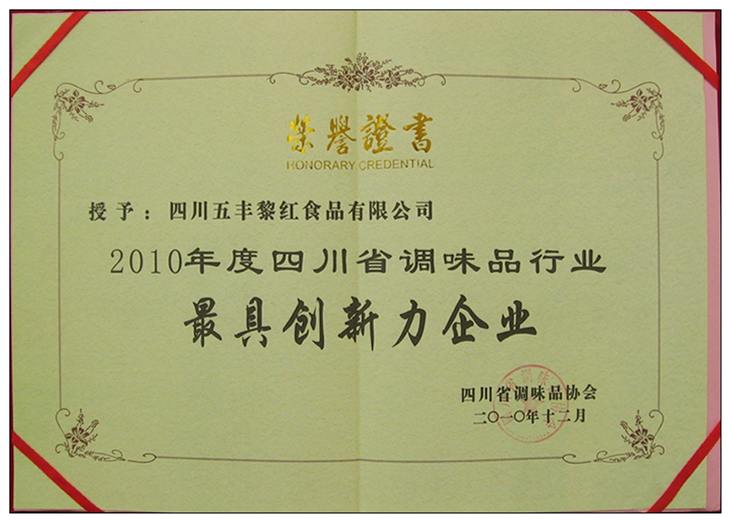 荣誉證書
HONORARY CREDENTIAL
授予：四川五丰黎红食品有限公司
2010年度四川省调味品行业
最具创新力企业
四川省调味品协会
二〇一〇年十二月